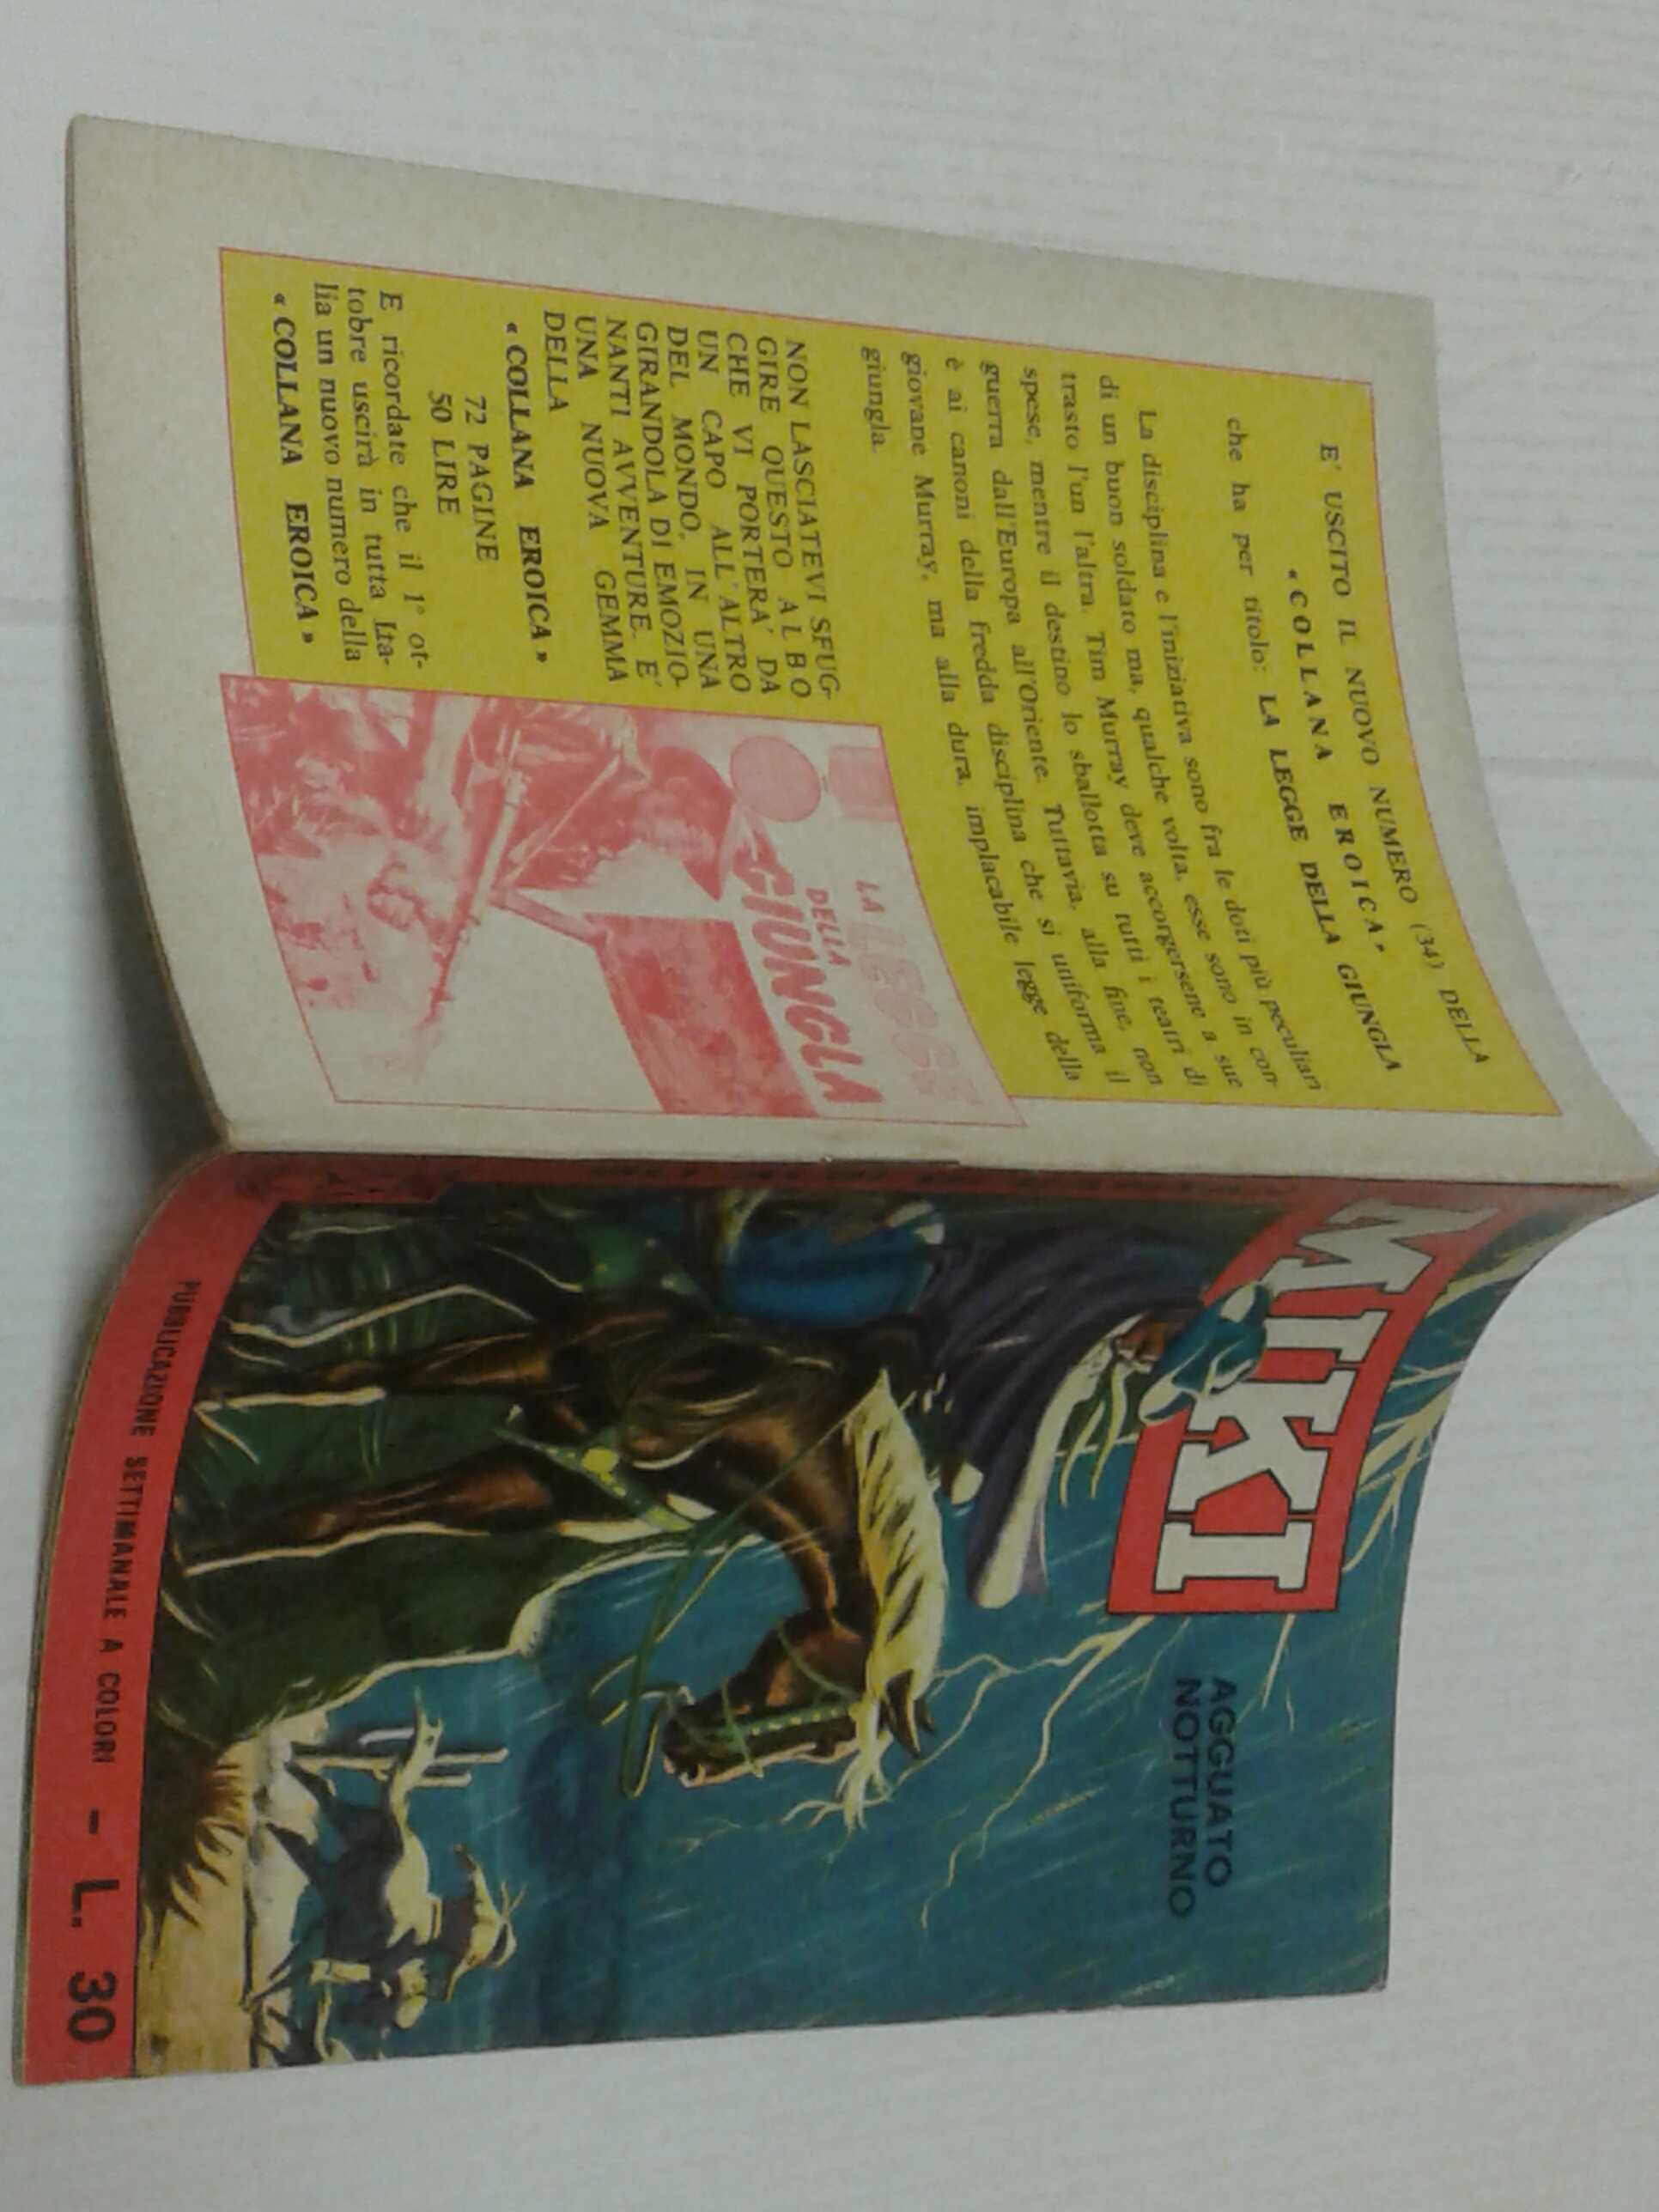 E' USCITO IL NUOVO NUMERO (34) DELLA
« COLLANA EROICA »
che ha per titolo: LA LEGGE DELLA GIUNGLA
La disciplina e l'iniziativa sono fra le doti più peculiari
di un buon soldato ma, qualche volta, esse sono in con-
trasto l'un l'altra. Tim Murray deve accorgersene a sue
spese, mentre il destino lo sballotta su tutti i teatri di
guerra dall'Europa all'Oriente. Tuttavia, alla fine, non
è ai canoni della fredda disciplina che si uniforma il
giovane Murray, ma alla dura, implacabile legge della
giungla.
NON LASCIATEVI SFUG-
GIRE QUESTO ALBO
CHE VI PORTERA' DA
UN CAPO ALL'ALTRO
DEL MONDO, IN UNA
GIRANDOLA DI EMOZIO-
NANTI AVVENTURE. E'
UNA NUOVA GEMMA
DELLA
« COLLANA EROICA »
72 PAGINE
50 LIRE
E ricordate che il 1° ot-
tobre uscirà in tutta Ita-
lia un nuovo numero della
« COLLANA EROICA »
LA LEGGE
DELLA
GIUNGLA
MIKI
AGGUATO
NOTTURNO
PUBBLICAZIONE SETTIMANALE A COLORI - L. 30